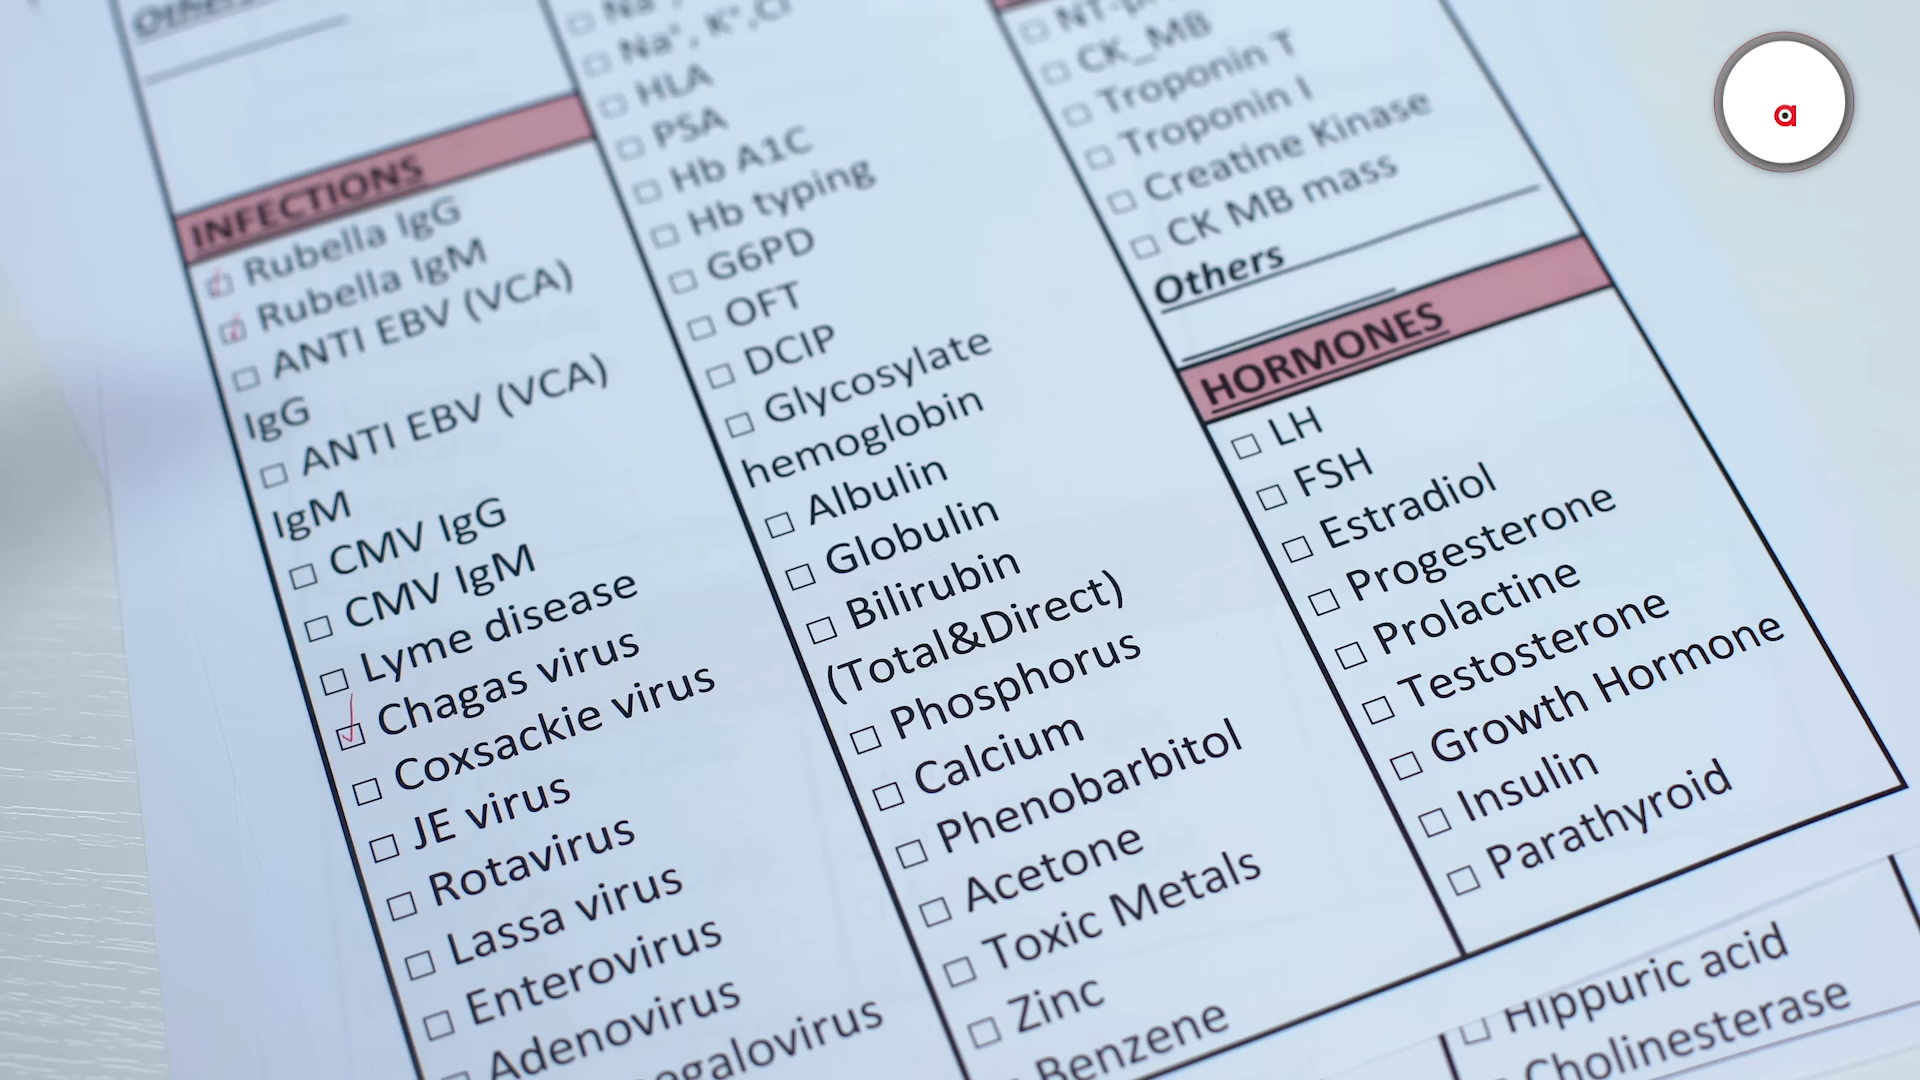 Others
INFECTIONS
☑ Rubella IgG
☑ Rubella IgM
☐ ANTI EBV (VCA)
IgG
☐ ANTI EBV (VCA)
IgM
☐ CMV IgG
☐ CMV IgM
☐ Lyme disease
☑ Chagas virus
☐ Coxsackie virus
☐ JE virus
☐ Rotavirus
☐ Lassa virus
☐ Enterovirus
☐ Adenovirus
☐ Na⁺, K⁺,Cl
☐ HLA
☐ PSA
☐ Hb A1C
☐ Hb typing
☐ G6PD
☐ OFT
☐ DCIP
☐ Glycosylate
hemoglobin
☐ Albulin
☐ Globulin
☐ Bilirubin
(Total&Direct)
☐ Phosphorus
☐ Calcium
☐ Phenobarbitol
☐ Acetone
☐ Toxic Metals
☐ Zinc
☐ Benzene
☐ CK_MB
☐ Troponin T
☐ Troponin I
☐ Creatine Kinase
☐ CK MB mass
Others
HORMONES
☐ LH
☐ FSH
☐ Estradiol
☐ Progesterone
☐ Prolactine
☐ Testosterone
☐ Growth Hormone
☐ Insulin
☐ Parathyroid
☐ Hippuric acid
☐ Cholinesterase
a